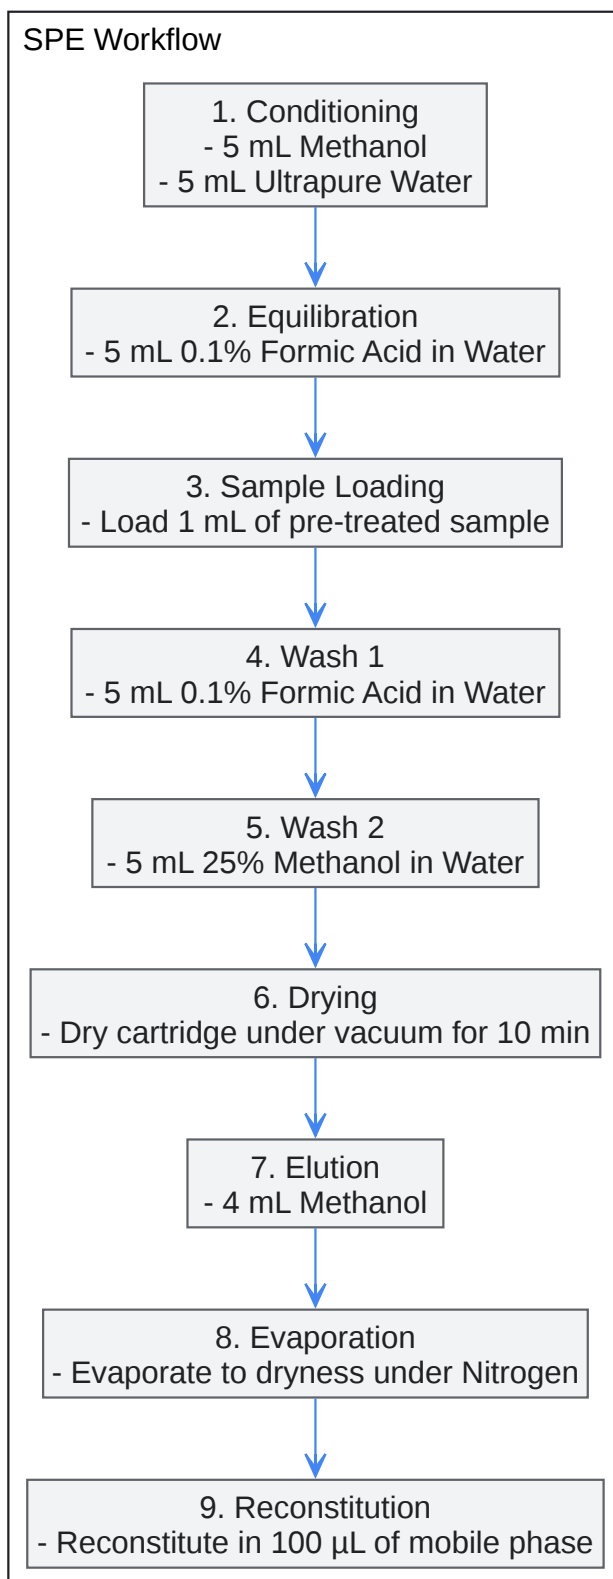 SPE Workflow
1. Conditioning
- 5 mL Methanol
- 5 mL Ultrapure Water
2. Equilibration
- 5 mL 0.1% Formic Acid in Water
3. Sample Loading
- Load 1 mL of pre-treated sample
4. Wash 1
- 5 mL 0.1% Formic Acid in Water
5. Wash 2
- 5 mL 25% Methanol in Water
6. Drying
- Dry cartridge under vacuum for 10 min
7. Elution
- 4 mL Methanol
8. Evaporation
- Evaporate to dryness under Nitrogen
9. Reconstitution
- Reconstitute in 100 µL of mobile phase